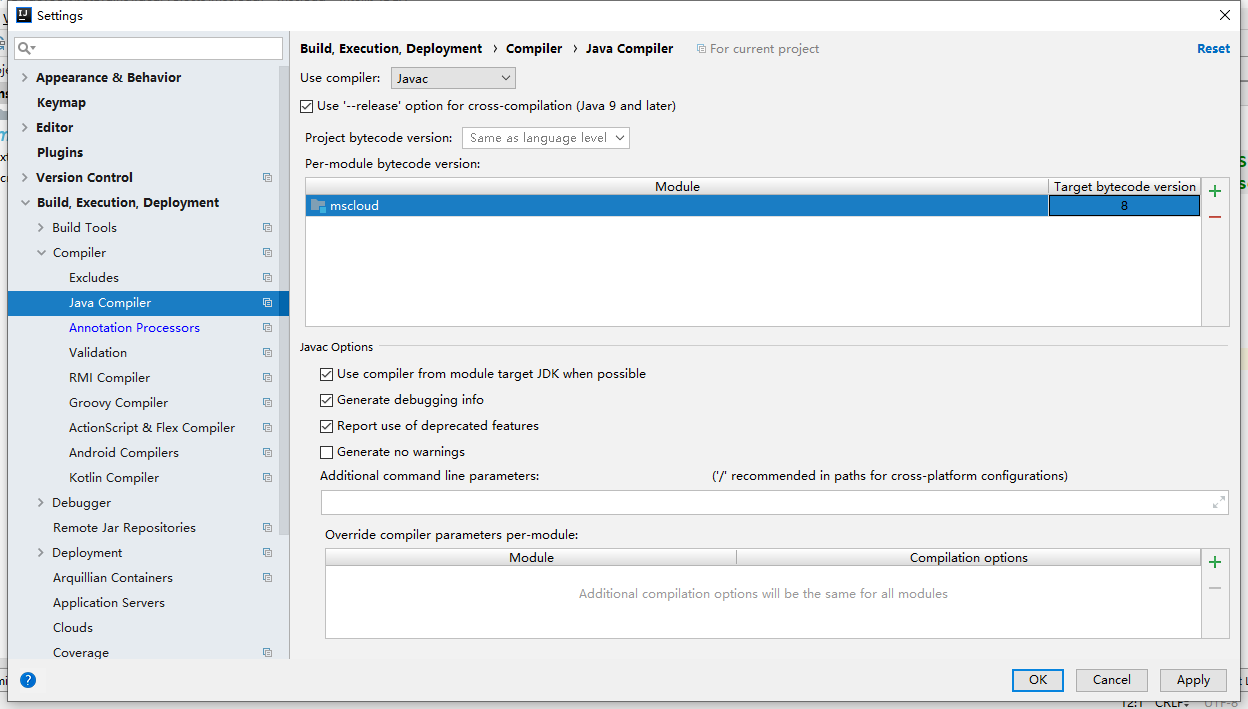 Settings
Build, Execution, Deployment › Compiler › Java Compiler
For current project
Reset
Appearance & Behavior
Keymap
Editor
Plugins
Version Control
Build, Execution, Deployment
Build Tools
Compiler
Excludes
Java Compiler
Annotation Processors
Validation
RMI Compiler
Groovy Compiler
ActionScript & Flex Compiler
Android Compilers
Kotlin Compiler
Debugger
Remote Jar Repositories
Deployment
Arquillian Containers
Application Servers
Clouds
Coverage
Use compiler: Javac
Use '--release' option for cross-compilation (Java 9 and later)
Project bytecode version: Same as language level
Per-module bytecode version:
Module Target bytecode version
mscloud 8
Javac Options
Use compiler from module target JDK when possible
Generate debugging info
Report use of deprecated features
Generate no warnings
Additional command line parameters: ('/' recommended in paths for cross-platform configurations)
Override compiler parameters per-module:
Module Compilation options
Additional compilation options will be the same for all modules
? OK Cancel Apply
12:1 CRLF UTF-8